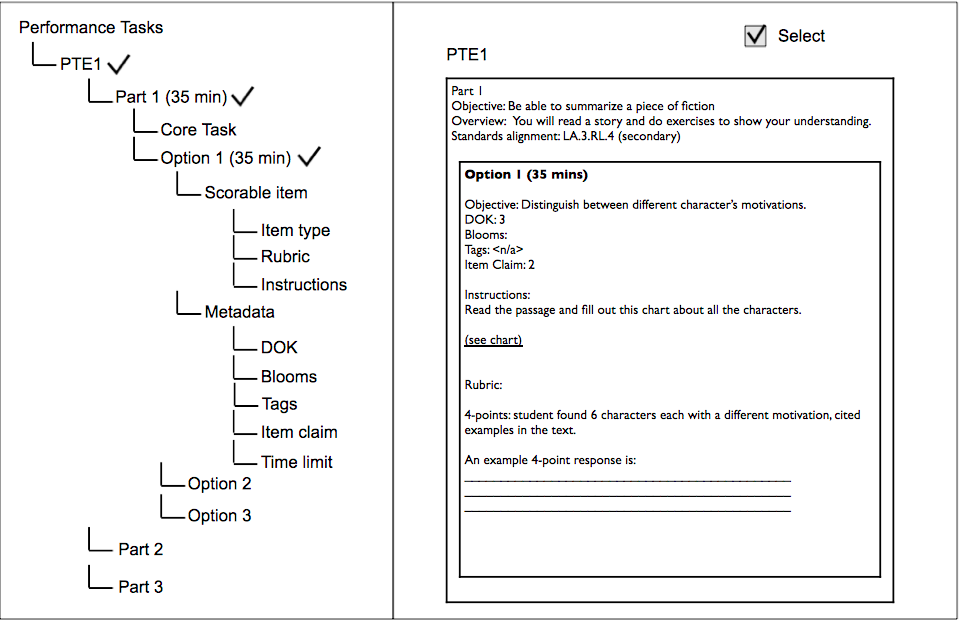 Performance Tasks
PTE1
Part 1 (35 min)
Core Task
Option 1 (35 min)
Scorable item
Item type
Rubric
Instructions
Metadata
DOK
Blooms
Tags
Item claim
Time limit
Option 2
Option 3
Part 2
Part 3
Select
PTE1
Part 1
Objective: Be able to summarize a piece of fiction
Overview: You will read a story and do exercises to show your understanding.
Standards alignment: LA.3.RL.4 (secondary)
Option 1 (35 mins)
Objective: Distinguish between different character's motivations.
DOK: 3
Blooms:
Tags: <n/a>
Item Claim: 2
Instructions:
Read the passage and fill out this chart about all the characters.
(see chart)
Rubric:
4-points: student found 6 characters each with a different motivation, cited
examples in the text.
An example 4-point response is: